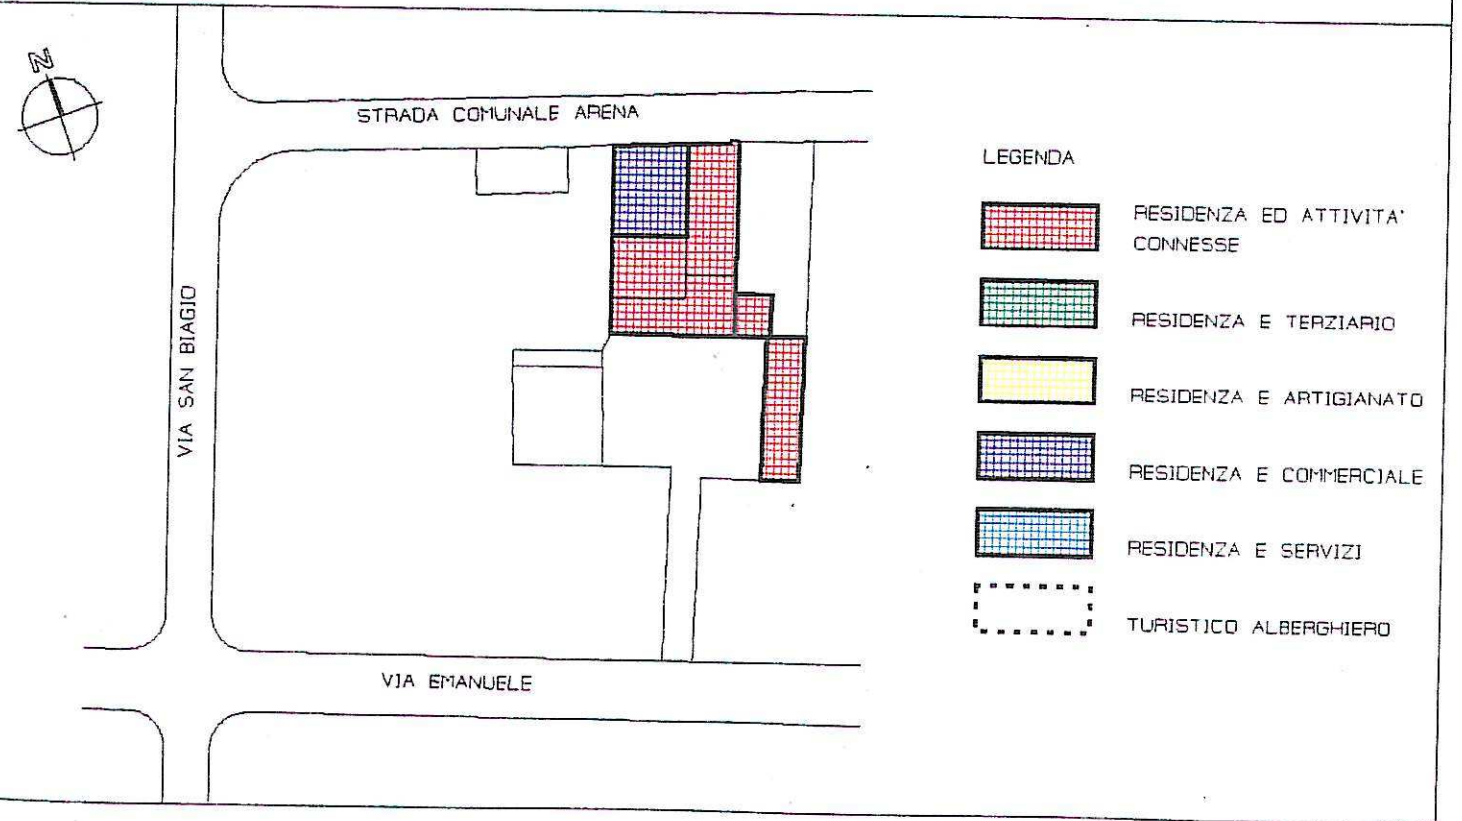 N
STRADA COMUNALE ARENA
VIA SAN BIAGIO
VIA EMANUELE
LEGENDA
RESIDENZA ED ATTIVITA'
CONNESSE
RESIDENZA E TERZIARIO
RESIDENZA E ARTIGIANATO
RESIDENZA E COMMERCIALE
RESIDENZA E SERVIZI
TURISTICO ALBERGHIERO